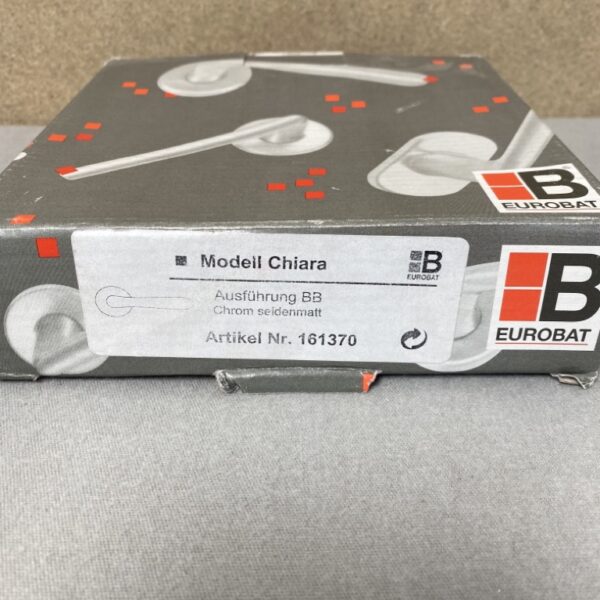 B
EUROBAT
Modell Chiara
B
EUROBAT
Ausführung BB
Chrom seidenmatt
Artikel Nr. 161370
B
EUROBAT